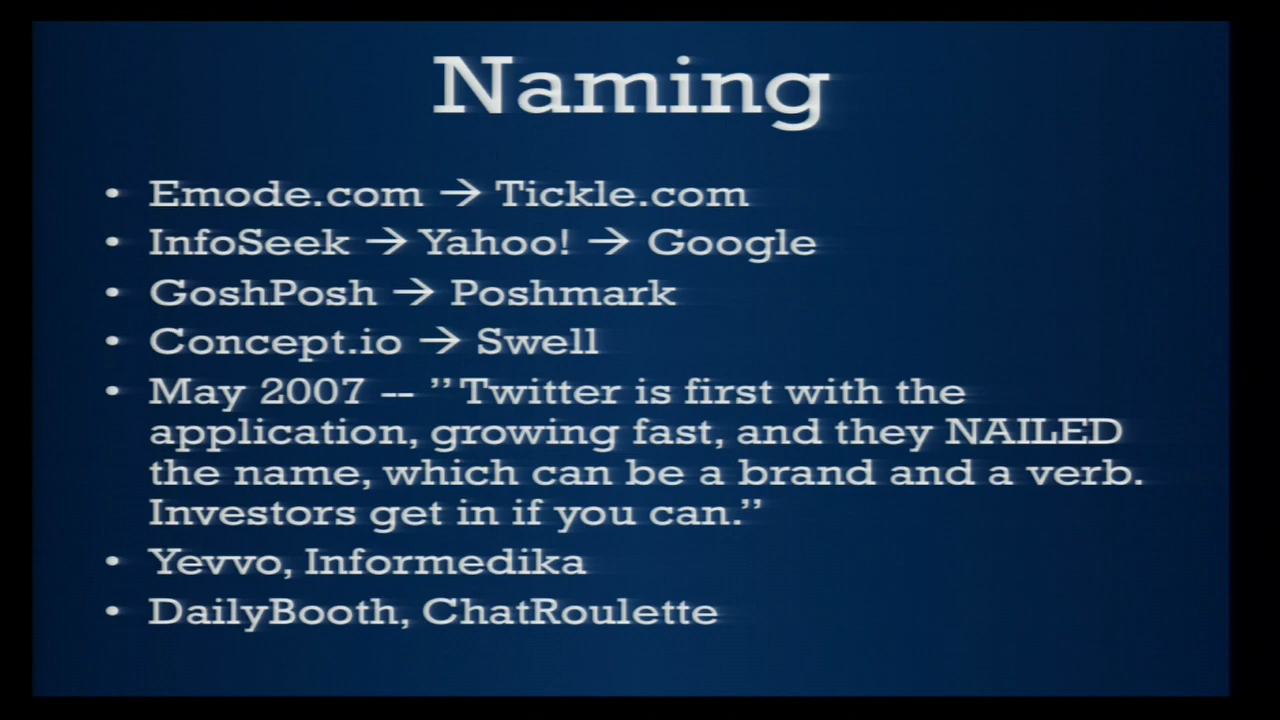 Naming
• Emode.com → Tickle.com
• InfoSeek → Yahoo! → Google
• GoshPosh → Poshmark
• Concept.io → Swell
• May 2007 -- ”Twitter is first with the
application, growing fast, and they NAILED
the name, which can be a brand and a verb.
Investors get in if you can.”
• Yevvo, Informedika
• DailyBooth, ChatRoulette